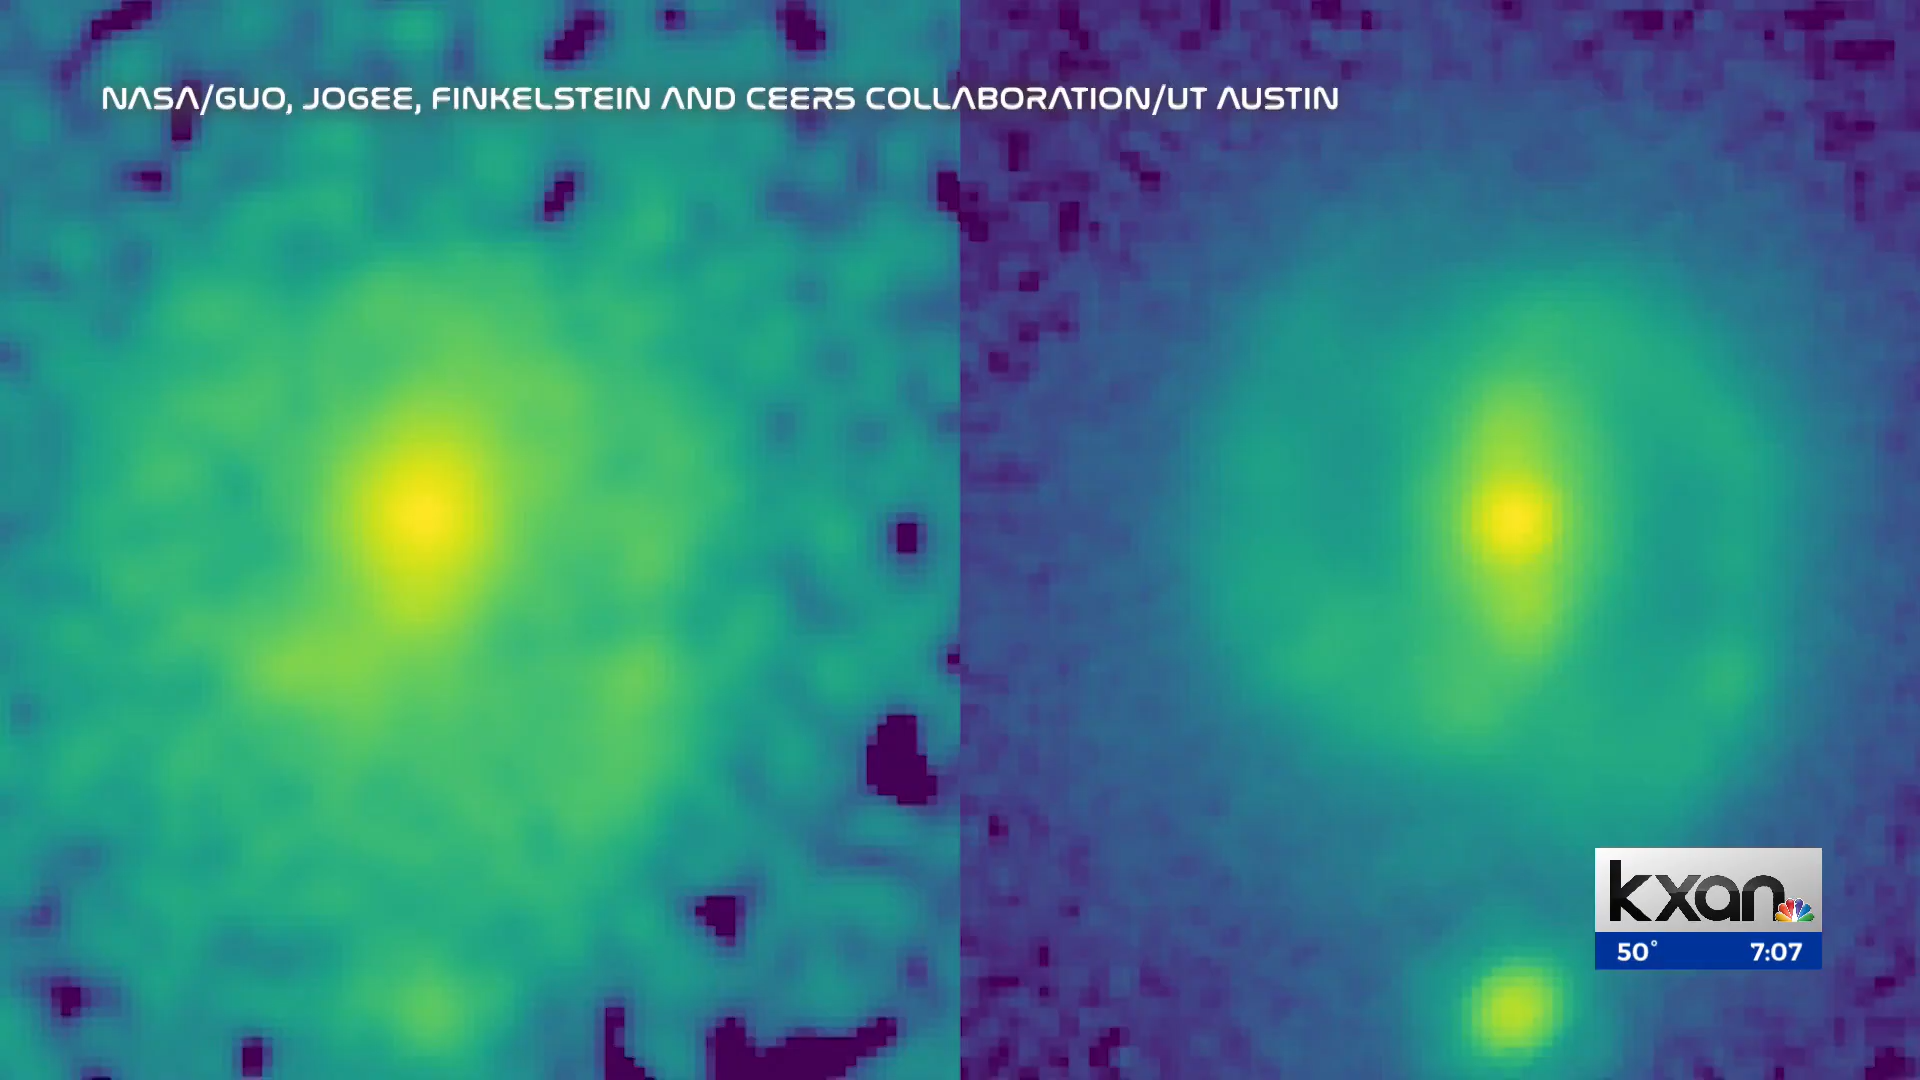 NASA/GUO, JOGEE, FINKELSTEIN AND CEERS COLLABORATION/UT AUSTIN
kxan
50° 7:07